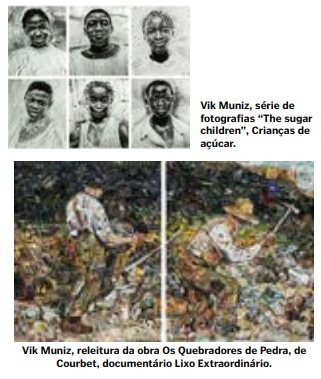 Vik Muniz, série de
fotografias “The sugar
children”, Crianças de
açúcar.
Vik Muniz, releitura da obra Os Quebradores de Pedra, de
Courbet, documentário Lixo Extraordinário.